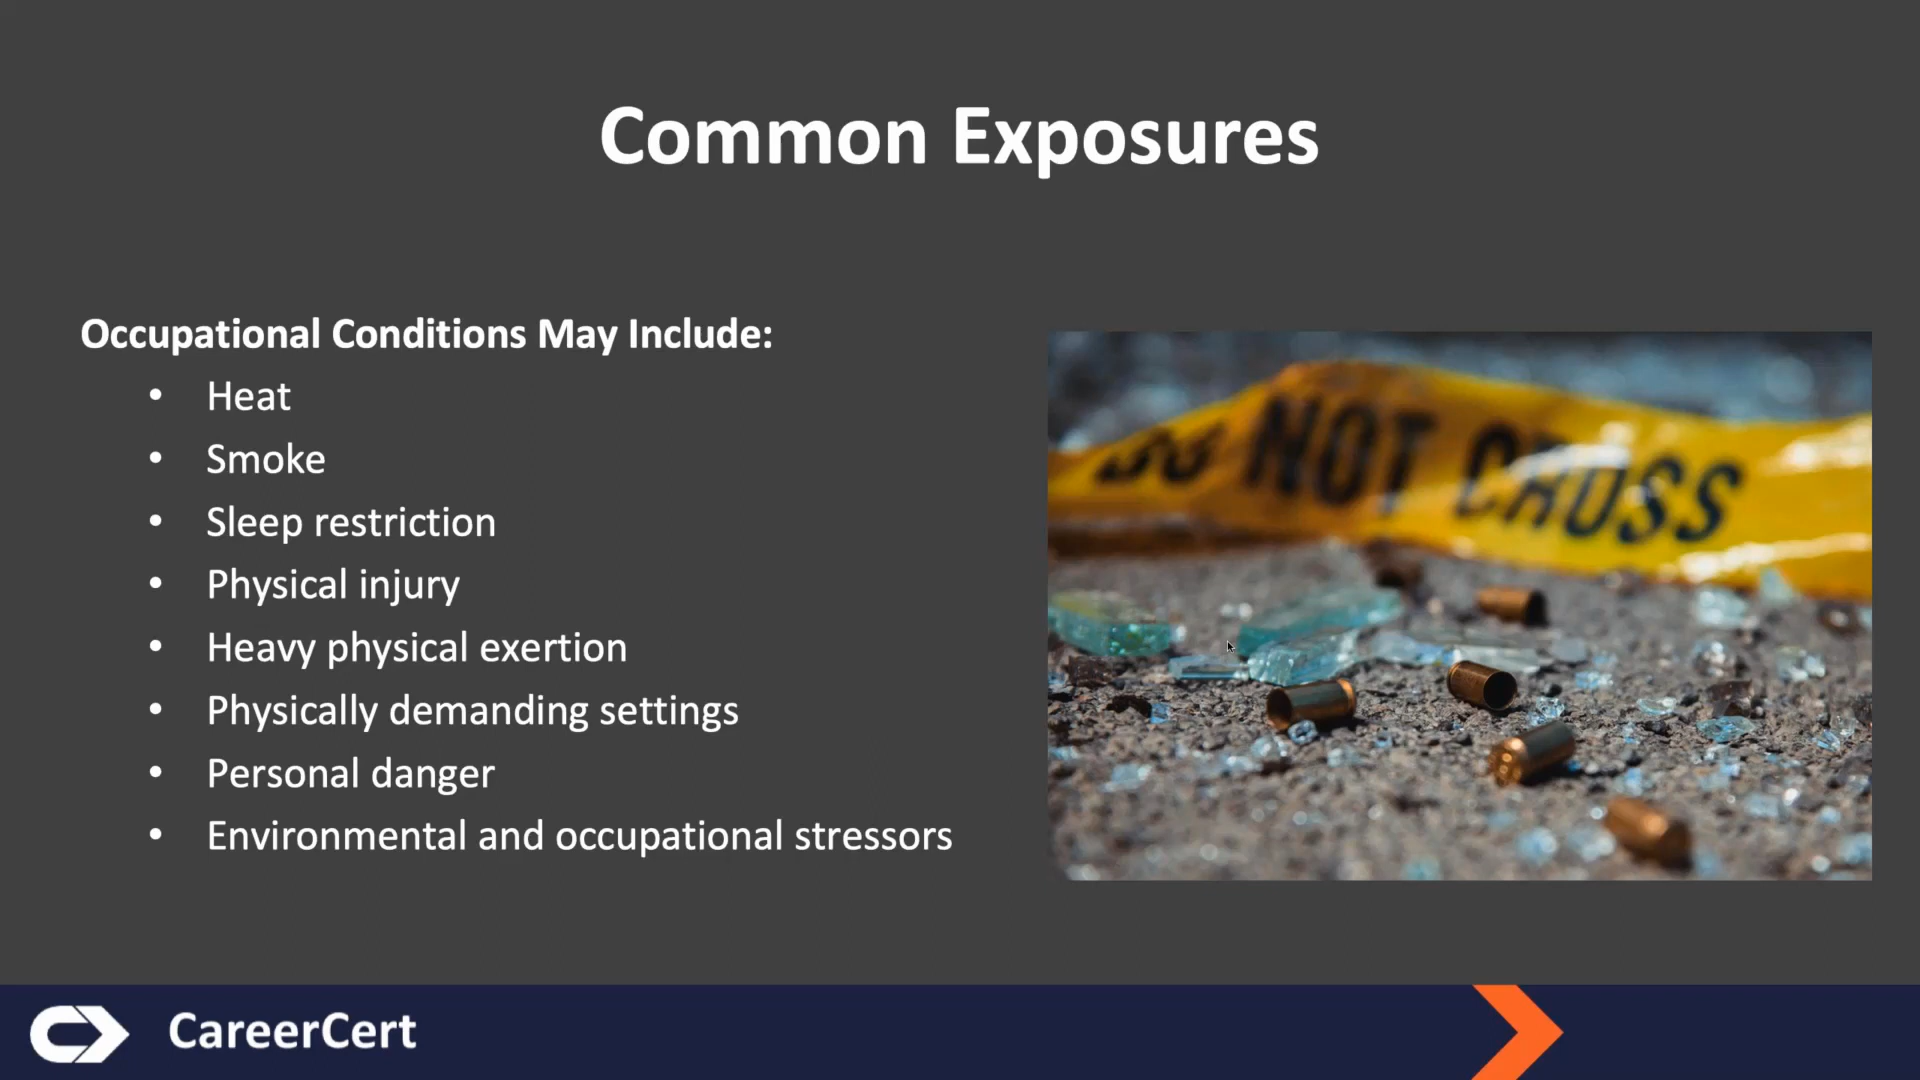 Common Exposures
Occupational Conditions May Include:
• Heat
• Smoke
• Sleep restriction
• Physical injury
• Heavy physical exertion
• Physically demanding settings
• Personal danger
• Environmental and occupational stressors
DO NOT CROSS
CareerCert